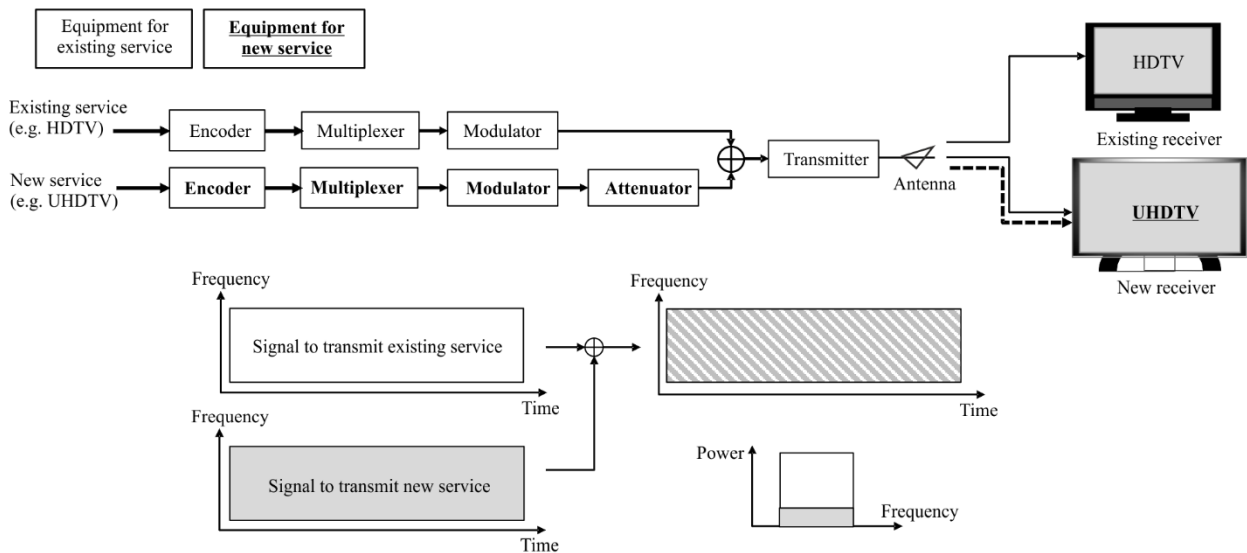 Equipment for
existing service
Equipment for
new service
Existing service
(e.g. HDTV)
Encoder
Multiplexer
Modulator
New service
(e.g. UHDTV)
Encoder
Multiplexer
Modulator
Attenuator
Transmitter
Antenna
HDTV
Existing receiver
UHDTV
New receiver
Frequency
Signal to transmit existing service
Time
Frequency
Signal to transmit new service
Time
Frequency
Time
Power
Frequency